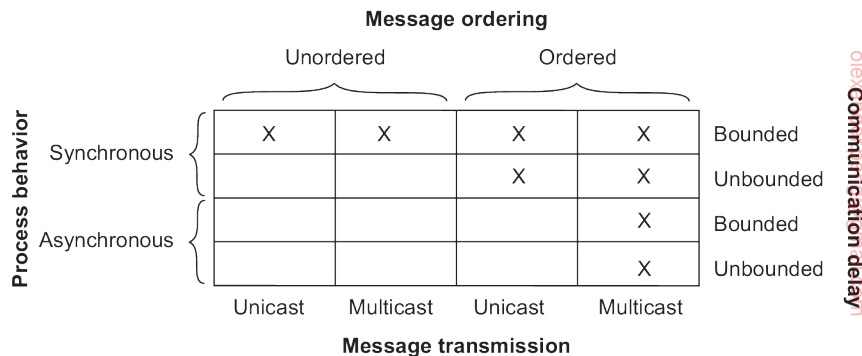 Message ordering
Unordered Ordered
X X X X Bounded
Synchronous
X X Unbounded
X Bounded
Asynchronous
X Unbounded
Unicast Multicast Unicast Multicast
Message transmission
Process behavior
Communication delay